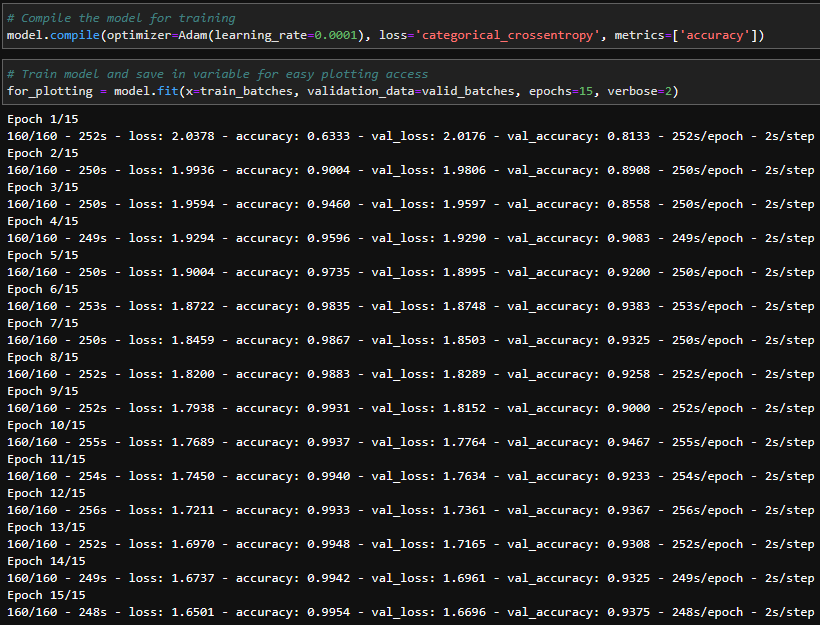 # Compile the model for training
model.compile(optimizer=Adam(learning_rate=0.0001), loss='categorical_crossentropy', metrics=['accuracy'])
# Train model and save in variable for easy plotting access
for_plotting = model.fit(x=train_batches, validation_data=valid_batches, epochs=15, verbose=2)
Epoch 1/15
160/160 - 252s - loss: 2.0378 - accuracy: 0.6333 - val_loss: 2.0176 - val_accuracy: 0.8133 - 252s/epoch - 2s/step
Epoch 2/15
160/160 - 250s - loss: 1.9936 - accuracy: 0.9004 - val_loss: 1.9806 - val_accuracy: 0.8908 - 250s/epoch - 2s/step
Epoch 3/15
160/160 - 250s - loss: 1.9594 - accuracy: 0.9460 - val_loss: 1.9597 - val_accuracy: 0.8558 - 250s/epoch - 2s/step
Epoch 4/15
160/160 - 249s - loss: 1.9294 - accuracy: 0.9596 - val_loss: 1.9290 - val_accuracy: 0.9083 - 249s/epoch - 2s/step
Epoch 5/15
160/160 - 250s - loss: 1.9004 - accuracy: 0.9735 - val_loss: 1.8995 - val_accuracy: 0.9200 - 250s/epoch - 2s/step
Epoch 6/15
160/160 - 253s - loss: 1.8722 - accuracy: 0.9835 - val_loss: 1.8748 - val_accuracy: 0.9383 - 253s/epoch - 2s/step
Epoch 7/15
160/160 - 250s - loss: 1.8459 - accuracy: 0.9867 - val_loss: 1.8503 - val_accuracy: 0.9325 - 250s/epoch - 2s/step
Epoch 8/15
160/160 - 252s - loss: 1.8200 - accuracy: 0.9883 - val_loss: 1.8289 - val_accuracy: 0.9258 - 252s/epoch - 2s/step
Epoch 9/15
160/160 - 252s - loss: 1.7938 - accuracy: 0.9931 - val_loss: 1.8152 - val_accuracy: 0.9000 - 252s/epoch - 2s/step
Epoch 10/15
160/160 - 255s - loss: 1.7689 - accuracy: 0.9937 - val_loss: 1.7764 - val_accuracy: 0.9467 - 255s/epoch - 2s/step
Epoch 11/15
160/160 - 254s - loss: 1.7450 - accuracy: 0.9940 - val_loss: 1.7634 - val_accuracy: 0.9233 - 254s/epoch - 2s/step
Epoch 12/15
160/160 - 256s - loss: 1.7211 - accuracy: 0.9933 - val_loss: 1.7361 - val_accuracy: 0.9367 - 256s/epoch - 2s/step
Epoch 13/15
160/160 - 252s - loss: 1.6970 - accuracy: 0.9948 - val_loss: 1.7165 - val_accuracy: 0.9308 - 252s/epoch - 2s/step
Epoch 14/15
160/160 - 249s - loss: 1.6737 - accuracy: 0.9942 - val_loss: 1.6961 - val_accuracy: 0.9325 - 249s/epoch - 2s/step
Epoch 15/15
160/160 - 248s - loss: 1.6501 - accuracy: 0.9954 - val_loss: 1.6696 - val_accuracy: 0.9375 - 248s/epoch - 2s/step